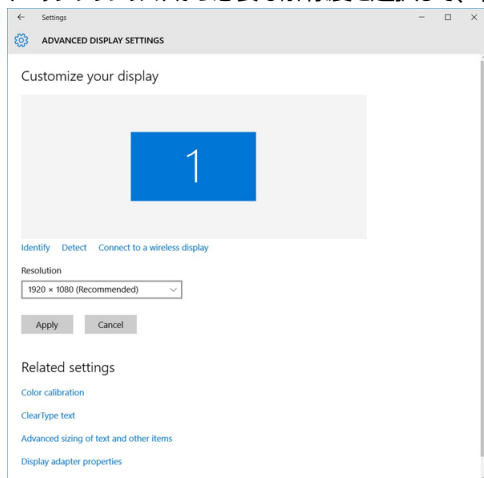 Settings
ADVANCED DISPLAY SETTINGS
Customize your display
1
Identify Detect Connect to a wireless display
Resolution
1920 × 1080 (Recommended)
Apply Cancel
Related settings
Color calibration
ClearType text
Advanced sizing of text and other items
Display adapter properties